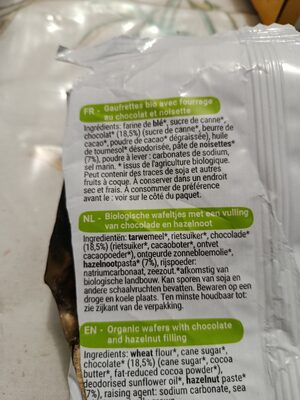 FR - Gaufrettes bio avec fourrage
au chocolat et noisette
Ingrédients: farine de blé*, sucre de canne*,
chocolat* (18,5%) (sucre de canne*, beurre de
cacao*, poudre de cacao* dégraissée), huile
de tournesol* désodorisée, pâte de noisettes*
(7%), poudre à lever : carbonates de sodium,
sel marin. * issus de l'agriculture biologique.
Peut contenir des traces de soja et autres
fruits à coque. À conserver dans un endroit
sec et frais. À consommer de préférence
avant le : voir sur le côté du paquet.
NL - Biologische wafeltjes met een vulling
van chocolade en hazelnoot
Ingrediënten: tarwemeel*, rietsuiker*, chocolade*
(18,5%) (rietsuiker*, cacaoboter*, ontvet
cacaopoeder*), ontgeurde zonnebloemolie*,
hazelnootpasta* (7%), rijspoeder:
natriumcarbonaat, zeezout.*afkomstig van
biologische landbouw. Kan sporen van soja en
andere schaalvruchten bevatten. Bewaren op een
droge en koele plaats. Ten minste houdbaar tot:
zie zijkant van de verpakking.
EN - Organic wafers with chocolate
and hazelnut filling
Ingredients: wheat flour*, cane sugar*,
chocolate* (18,5%) (cane sugar*, cocoa
butter*, fat-reduced cocoa powder*),
deodorised sunflower oil*, hazelnut paste*
(7%), raising agent: sodium carbonate, sea